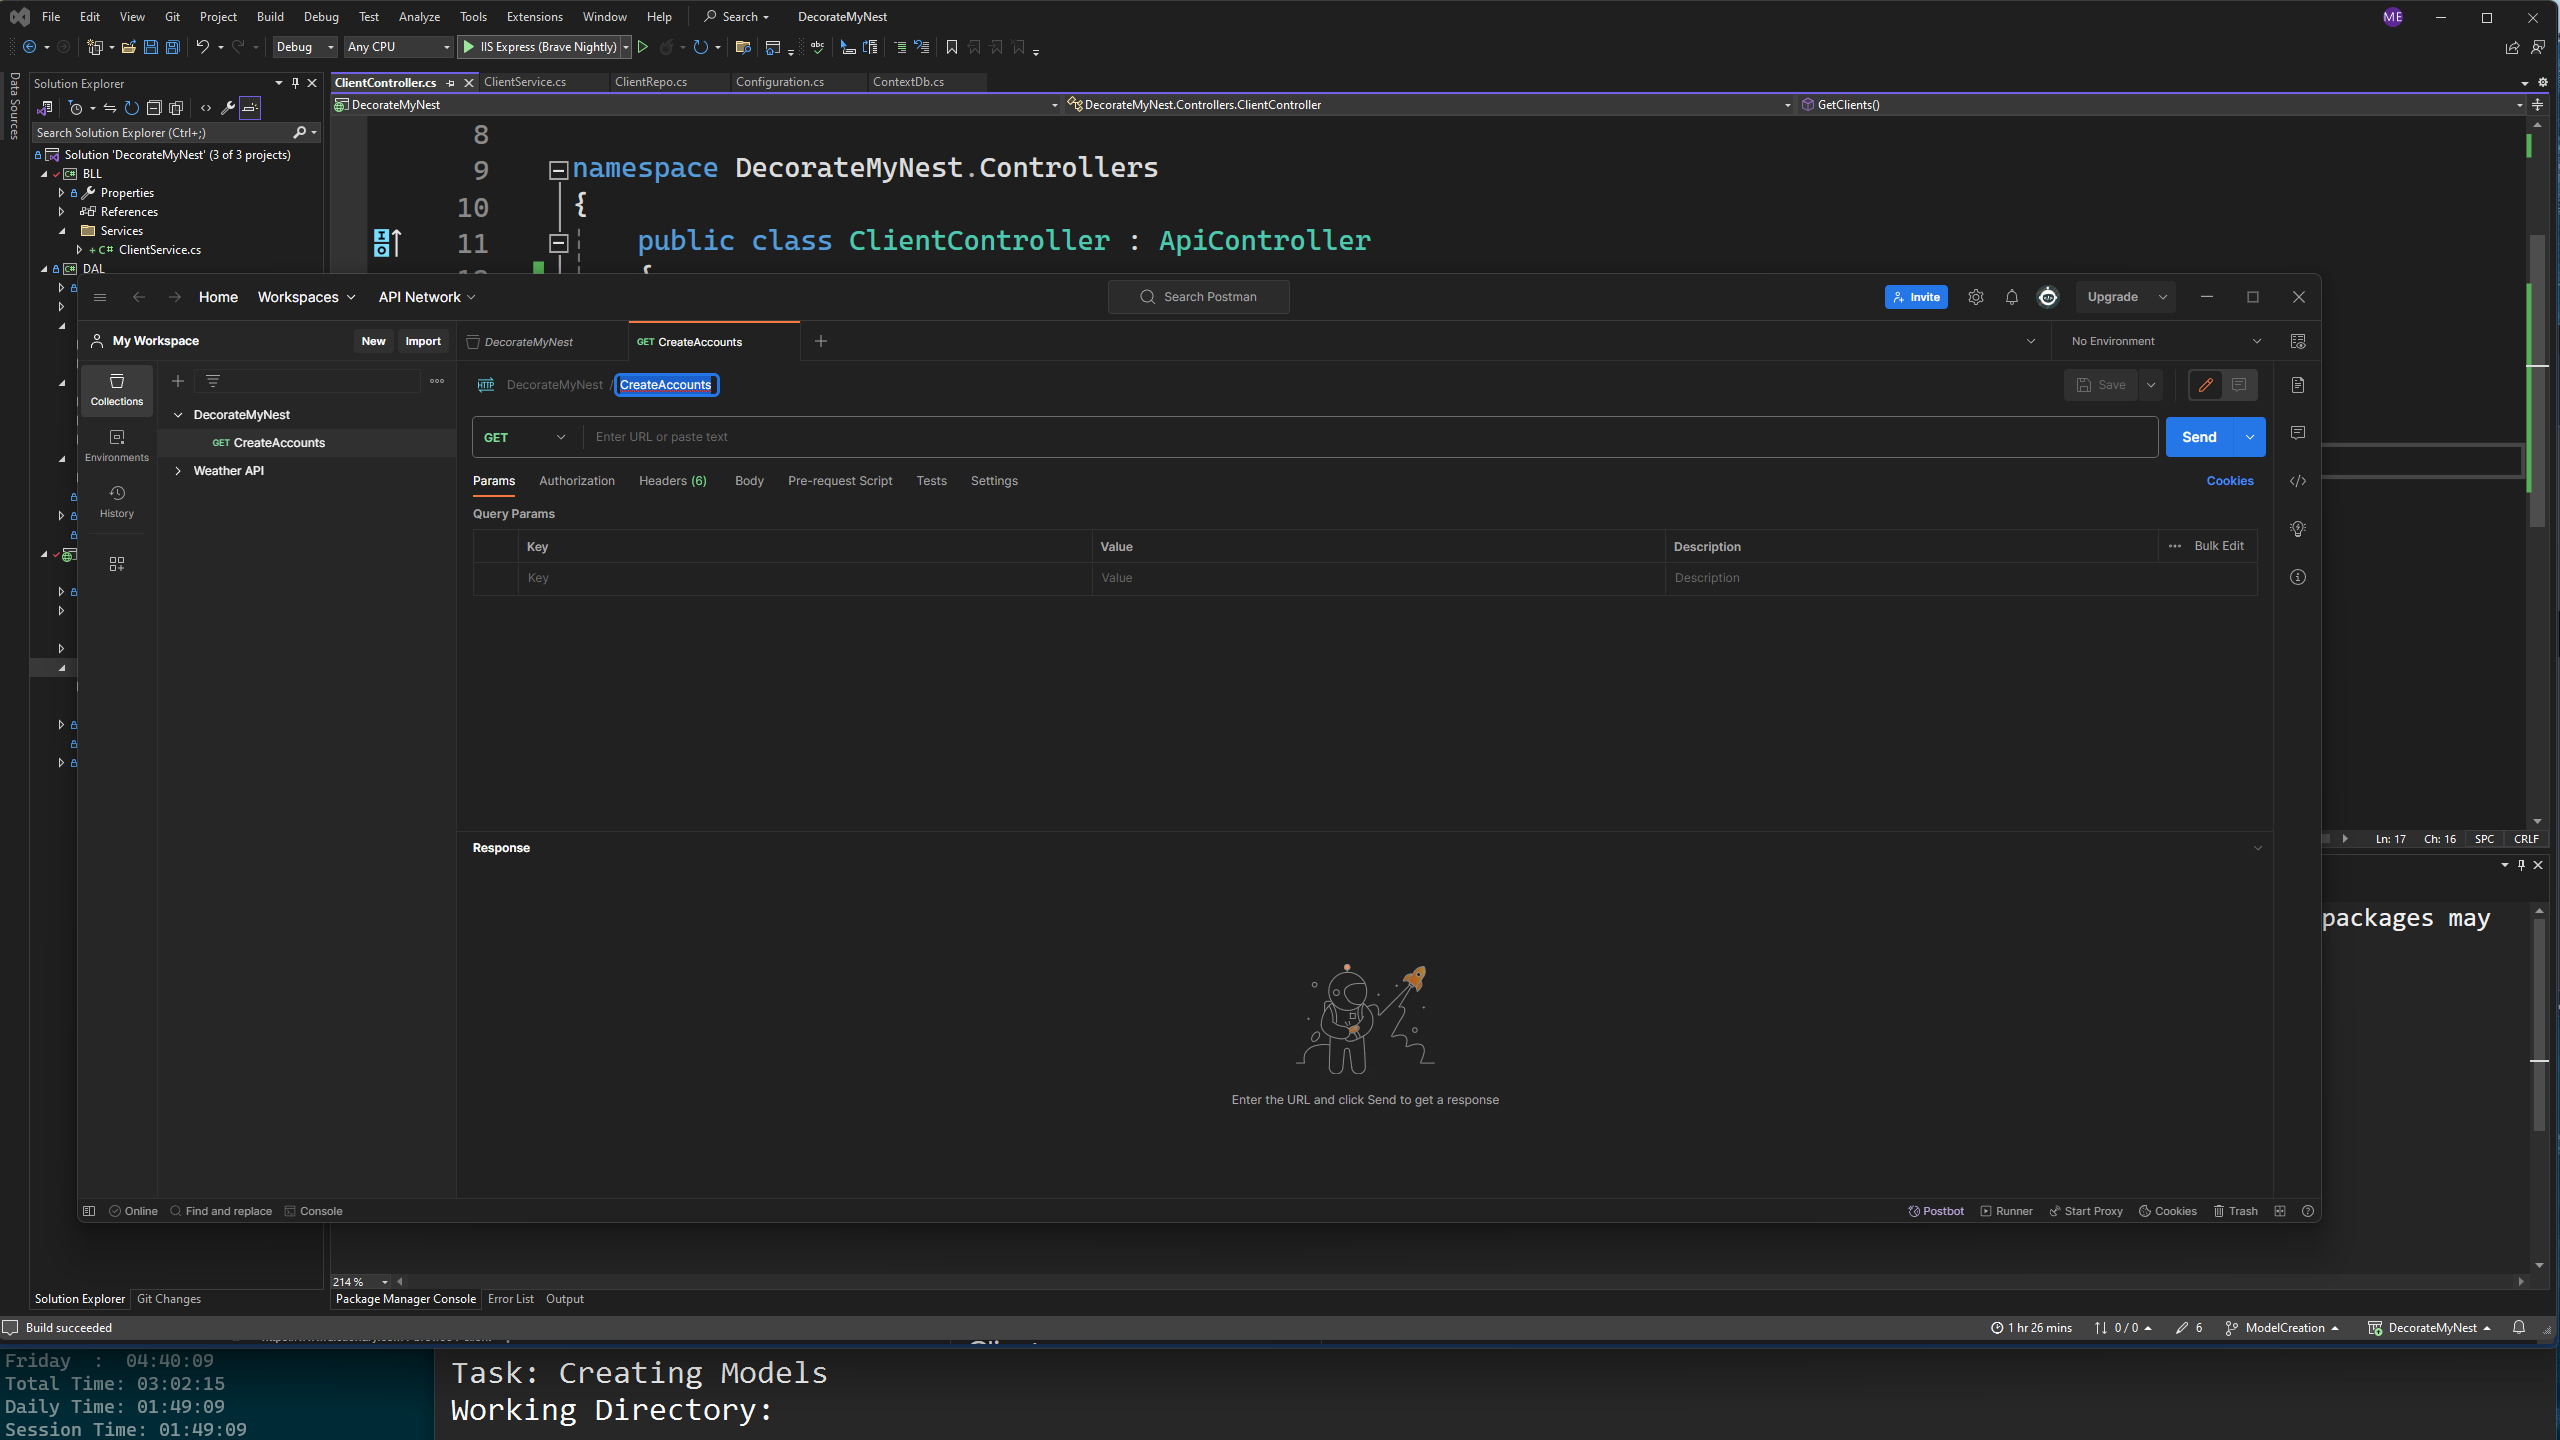 File Edit View Git Project Build Debug Test Analyze Tools Extensions Window Help Search DecorateMyNest ME
Debug Any CPU IIS Express (Brave Nightly)
Data Sources
Solution Explorer
Search Solution Explorer (Ctrl+;)
Solution 'DecorateMyNest' (3 of 3 projects)
BLL
Properties
References
Services
+ C# ClientService.cs
DAL
ClientController.cs ClientService.cs ClientRepo.cs Configuration.cs ContextDb.cs
DecorateMyNest DecorateMyNest.Controllers.ClientController GetClients()
8
9 namespace DecorateMyNest.Controllers
10 {
11 public class ClientController : ApiController
Home Workspaces API Network Search Postman Invite Upgrade
My Workspace New Import DecorateMyNest GET CreateAccounts No Environment
Collections
Environments
History
DecorateMyNest
GET CreateAccounts
Weather API
HTTP DecorateMyNest / CreateAccounts Save
GET Enter URL or paste text Send
Params Authorization Headers (6) Body Pre-request Script Tests Settings Cookies
Query Params
Key Value Description Bulk Edit
Key Value Description
Response
Enter the URL and click Send to get a response
Online Find and replace Console Postbot Runner Start Proxy Cookies Trash
Ln: 17 Ch: 16 SPC CRLF
packages may
214 %
Solution Explorer Git Changes Package Manager Console Error List Output
Build succeeded 1 hr 26 mins 0 / 0 6 ModelCreation DecorateMyNest
Friday : 04:40:09
Total Time: 03:02:15
Daily Time: 01:49:09
Session Time: 01:49:09
Task: Creating Models
Working Directory: